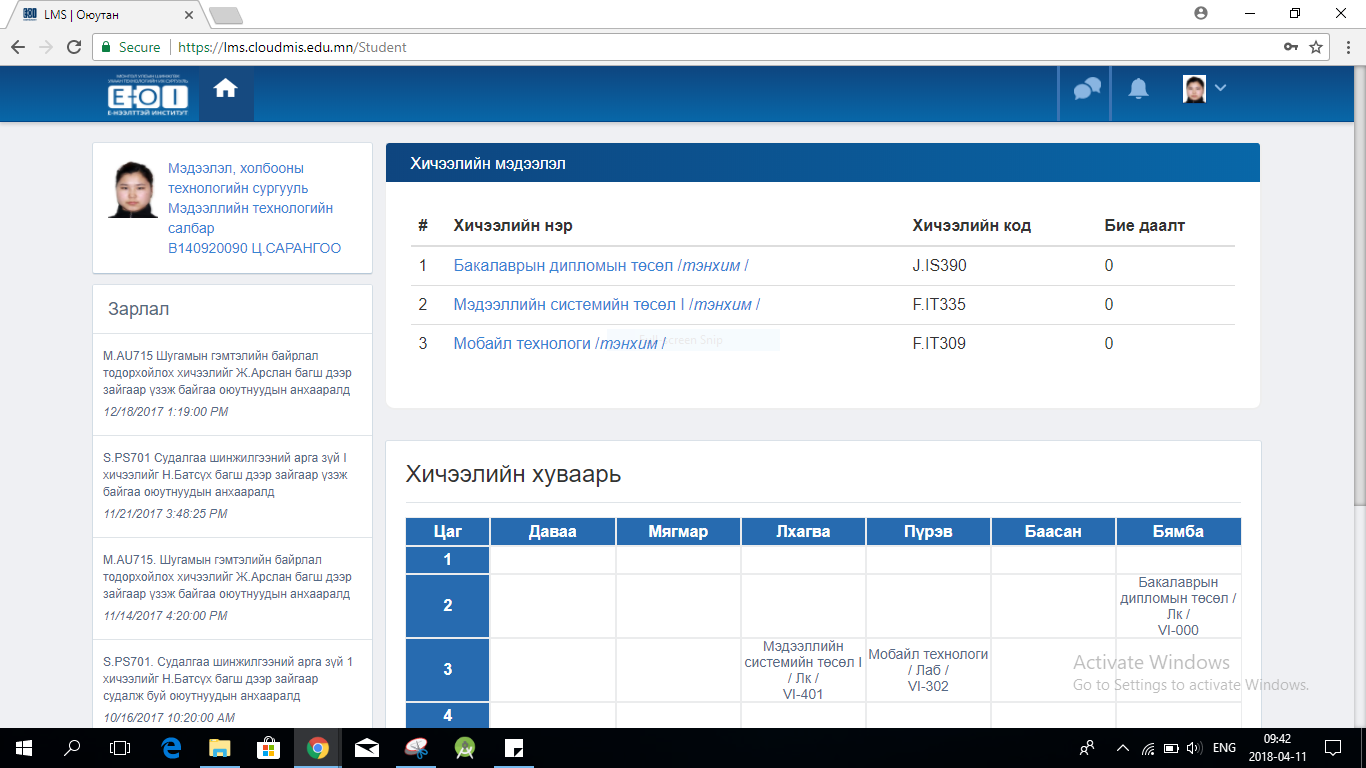 LMS | Оюутан
Secure
https://lms.cloudmis.edu.mn/Student
E-ОI
Е-НЭЭЛТТЭЙ ИНСТИТУТ
Мэдээлэл, холбооны
технологийн сургууль
Мэдээллийн технологийн
салбар
B140920090 Ц.САРАНГОО
Зарлал
M.AU715 Шугамын гэмтэлийн байрлал
тодорхойлох хичээлийг Ж.Арслан багш дээр
зайгаар үзэж байгаа оюутнуудын анхааралд
12/18/2017 1:19:00 PM
S.PS701 Судалгаа шинжилгээний арга зүй I
хичээлийг Н.Батсүх багш дээр зайгаар үзэж
байгаа оюутнуудын анхааралд
11/21/2017 3:48:25 PM
M.AU715. Шугамын гэмтэлийн байрлал
тодорхойлох хичээлийг Ж.Арслан багш дээр
зайгаар үзэж байгаа оюутнуудын анхааралд
11/14/2017 4:20:00 PM
S.PS701. Судалгаа шинжилгээний арга зүй 1
хичээлийг Н.Батсүх багш дээр зайгаар
судалж буй оюутнуудын анхааралд
10/16/2017 10:20:00 AM
Хичээлийн мэдээлэл
# Хичээлийн нэр Хичээлийн код Бие даалт
1 Бакалаврын дипломын төсөл /тэнхим / J.IS390 0
2 Мэдээллийн системийн төсөл I /тэнхим / F.IT335 0
3 Мобайл технологи /тэнхим / F.IT309 0
Snip
Хичээлийн хуваарь
Цаг Даваа Мягмар Лхагва Пүрэв Баасан Бямба
1
2
Бакалаврын
дипломын төсөл /
Лк /
VI-000
3
Мэдээллийн
системийн төсөл I
/ Лк /
VI-401
Мобайл технологи
/ Лаб /
VI-302
4
Activate Windows
Go to Settings to activate Windows.
ENG
09:42
2018-04-11